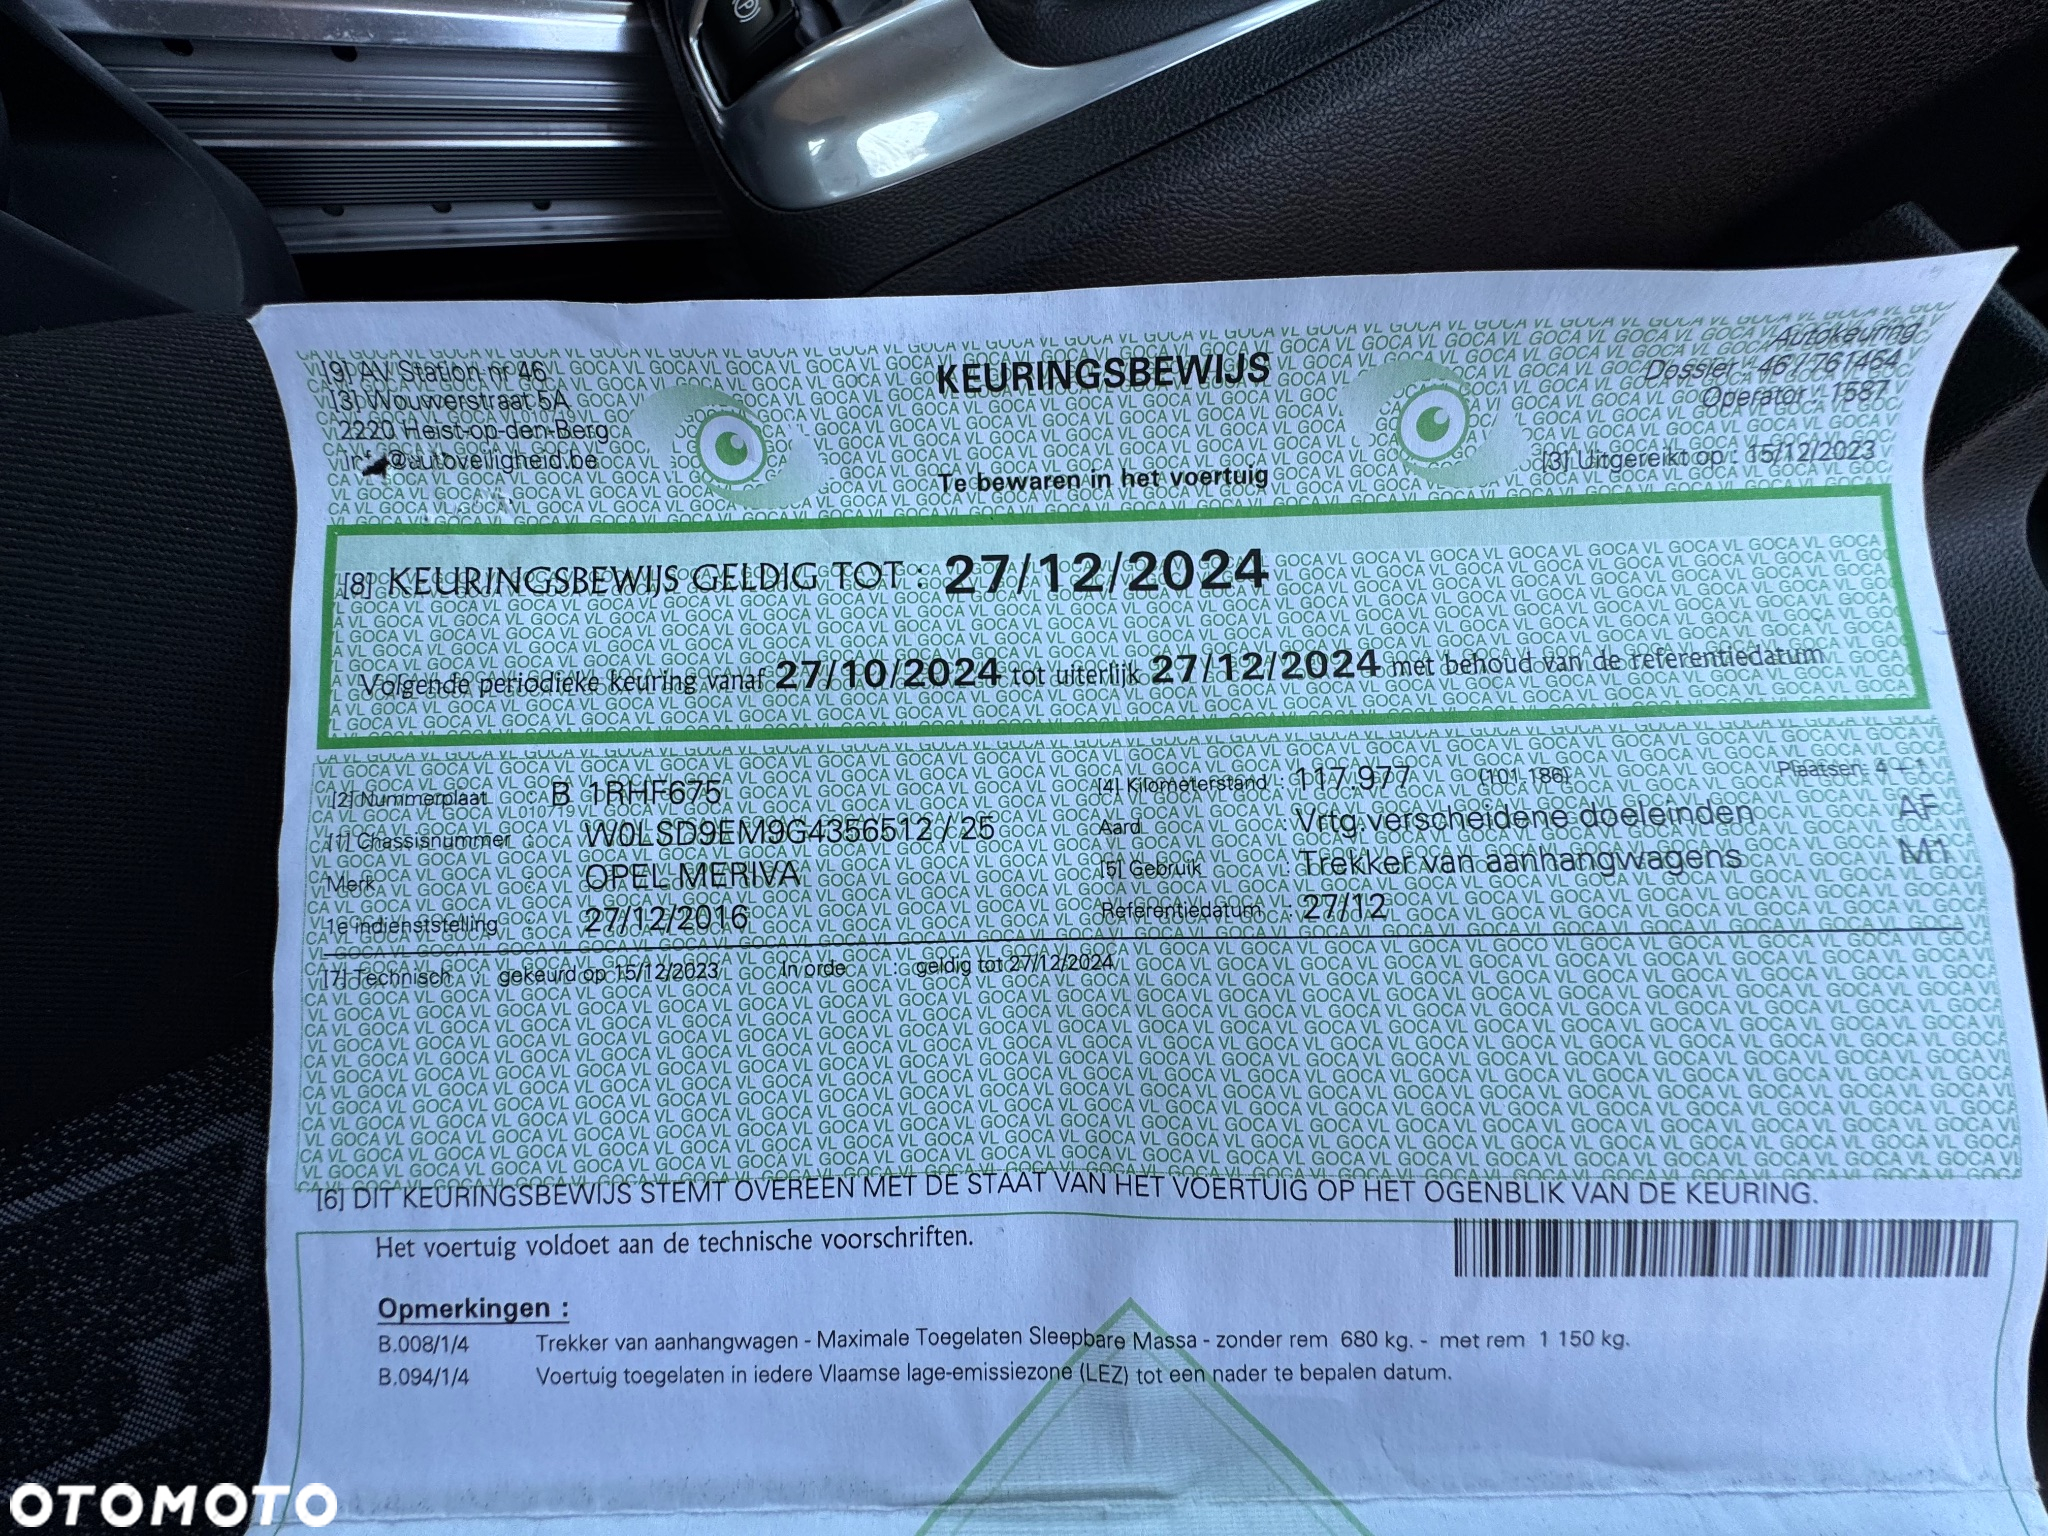 [9] AV Station nr 46
[3] Wouwerstraat 5A
2220 Heist-op-den-Berg
@autoveiligheid.be
KEURINGSBEWIJS
Te bewaren in het voertuig
Autokeuring
Dossier : 46 / 761464
Operator : 1587
[3] Uitgereikt op : 15/12/2023
[8] KEURINGSBEWIJS GELDIG TOT : 27/12/2024
Volgende periodieke keuring vanaf 27/10/2024 tot uiterlijk 27/12/2024 met behoud van de referentiedatum
[2] Nummerplaat : B 1RHF675
[1] Chassisnummer : W0LSD9EM9G4356512 / 25
Merk : OPEL MERIVA
1e indienststelling : 27/12/2016
[4] Kilometerstand : 117.977 (101-186) Plaatsen: 4 + 1
Aard : Vrtg.verscheidene doeleinden AF
[5] Gebruik : Trekker van aanhangwagens M1
Referentiedatum : 27/12
[7] Technisch gekeurd op 15/12/2023 In orde : geldig tot 27/12/2024
[6] DIT KEURINGSBEWIJS STEMT OVEREEN MET DE STAAT VAN HET VOERTUIG OP HET OGENBLIK VAN DE KEURING.
Het voertuig voldoet aan de technische voorschriften.
Opmerkingen :
B.008/1/4 Trekker van aanhangwagen - Maximale Toegelaten Sleepbare Massa - zonder rem 680 kg. - met rem 1 150 kg.
B.094/1/4 Voertuig toegelaten in iedere Vlaamse lage-emissiezone (LEZ) tot een nader te bepalen datum.
OTOMOTO